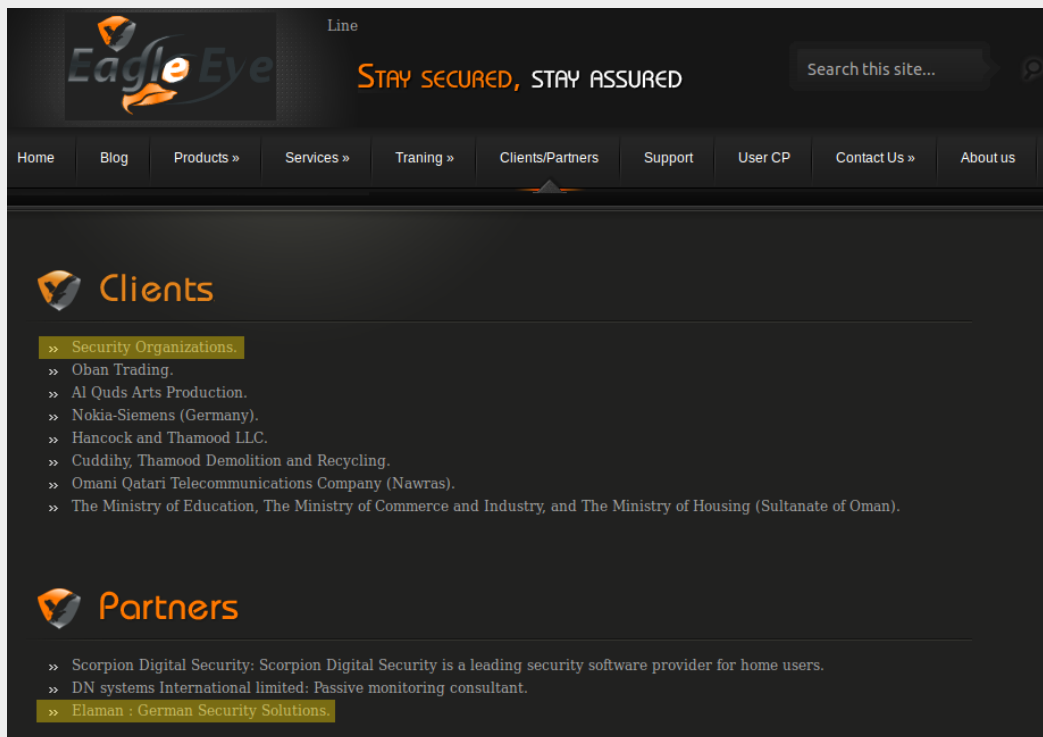 Line
Eagle Eye
Stay secured, stay assured
Search this site...
Home Blog Products » Services » Traning » Clients/Partners Support User CP Contact Us » About us
Clients
» Security Organizations.
» Oban Trading.
» Al Quds Arts Production.
» Nokia-Siemens (Germany).
» Hancock and Thamood LLC.
» Cuddihy, Thamood Demolition and Recycling.
» Omani Qatari Telecommunications Company (Nawras).
» The Ministry of Education, The Ministry of Commerce and Industry, and The Ministry of Housing (Sultanate of Oman).
Partners
» Scorpion Digital Security: Scorpion Digital Security is a leading security software provider for home users.
» DN systems International limited: Passive monitoring consultant.
» Elaman : German Security Solutions.